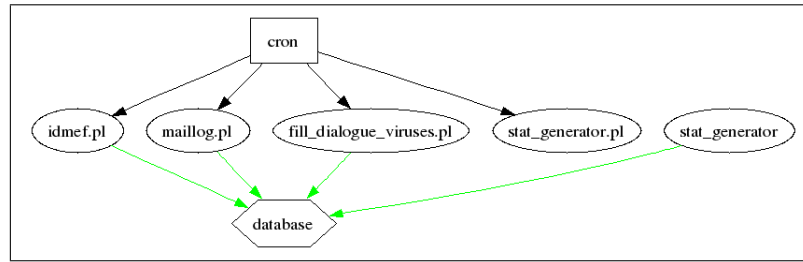 cron
idmef.pl
maillog.pl
fill_dialogue_viruses.pl
stat_generator.pl
stat_generator
database